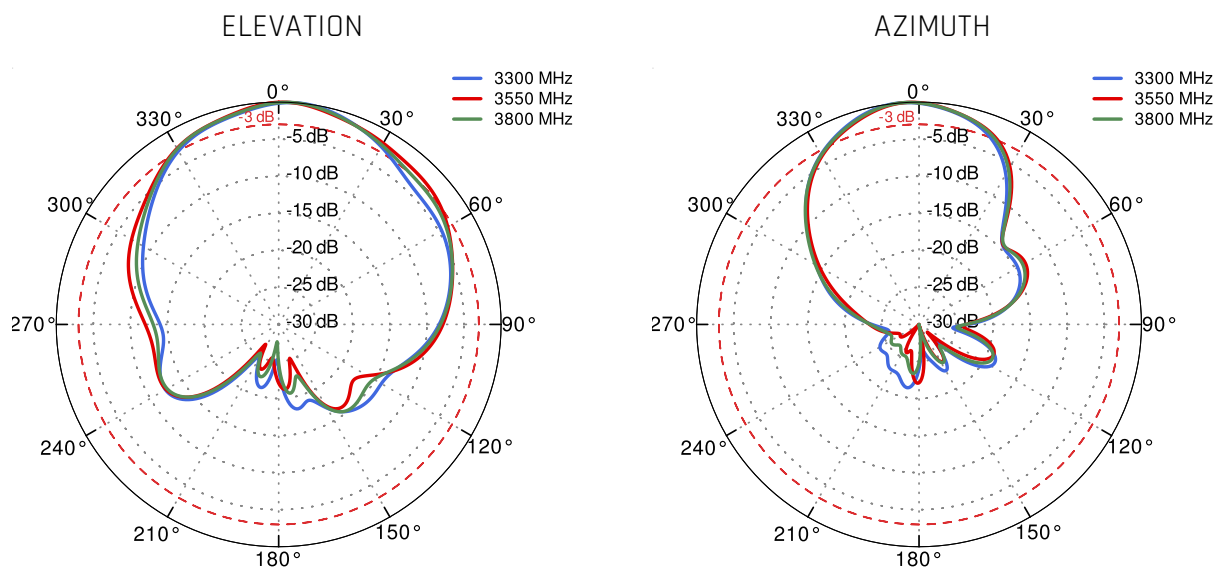 ELEVATION
3300 MHz
3550 MHz
3800 MHz
0°
-3 dB
330°
30°
-5 dB
-10 dB
300°
60°
-15 dB
-20 dB
-25 dB
-30 dB
270°
90°
240°
120°
210°
150°
180°
AZIMUTH
3300 MHz
3550 MHz
3800 MHz
0°
-3 dB
330°
30°
-5 dB
-10 dB
300°
60°
-15 dB
-20 dB
-25 dB
-30 dB
270°
90°
240°
120°
210°
150°
180°